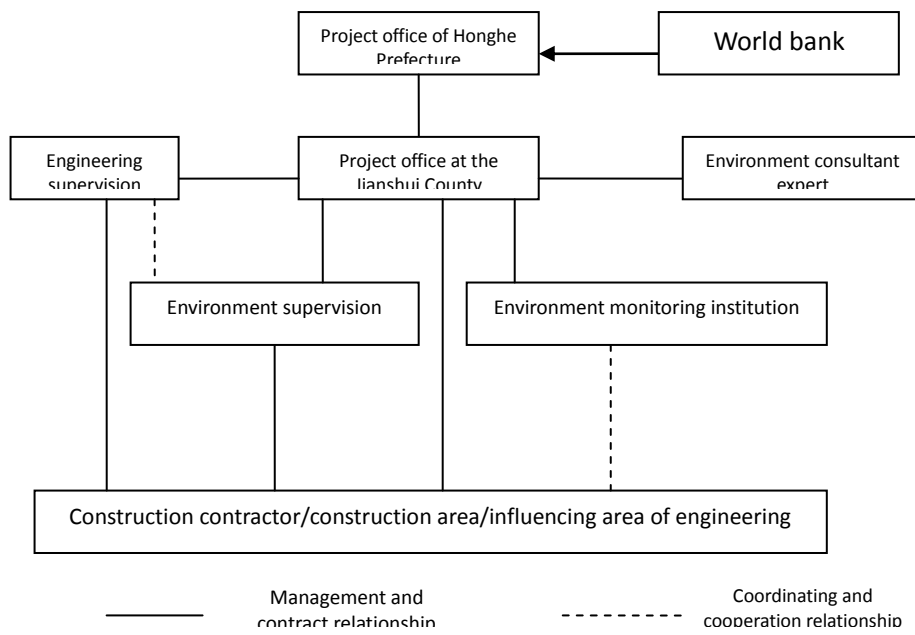 Project office of Honghe
Prefecture
World bank
Engineering
supervision
Project office at the
Jianshui County
Environment consultant
expert
Environment supervision
Environment monitoring institution
Construction contractor/construction area/influencing area of engineering
Management and
contract relationship
Coordinating and
cooperation relationship